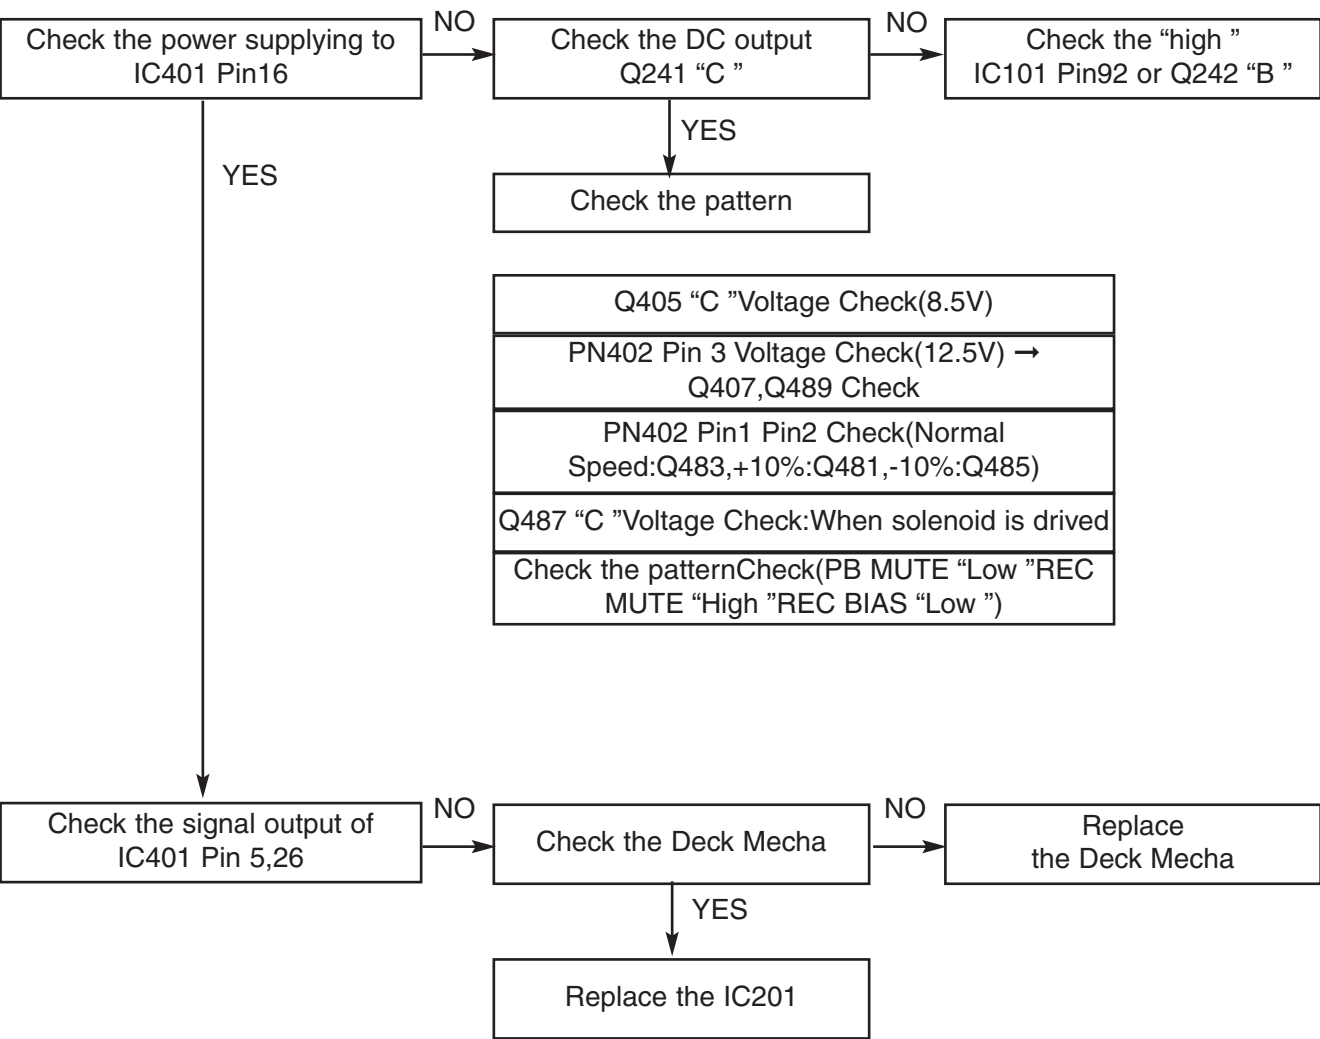 Check the power supplying to
IC401 Pin16
NO
Check the DC output
Q241 “C ”
NO
Check the “high ”
IC101 Pin92 or Q242 “B ”
YES
YES
Check the pattern
Q405 “C ”Voltage Check(8.5V)
PN402 Pin 3 Voltage Check(12.5V) ➞
Q407,Q489 Check
PN402 Pin1 Pin2 Check(Normal
Speed:Q483,+10%:Q481,-10%:Q485)
Q487 “C ”Voltage Check:When solenoid is drived
Check the patternCheck(PB MUTE “Low ”REC
MUTE “High ”REC BIAS “Low ”)
Check the signal output of
IC401 Pin 5,26
NO
Check the Deck Mecha
NO
Replace
the Deck Mecha
YES
Replace the IC201